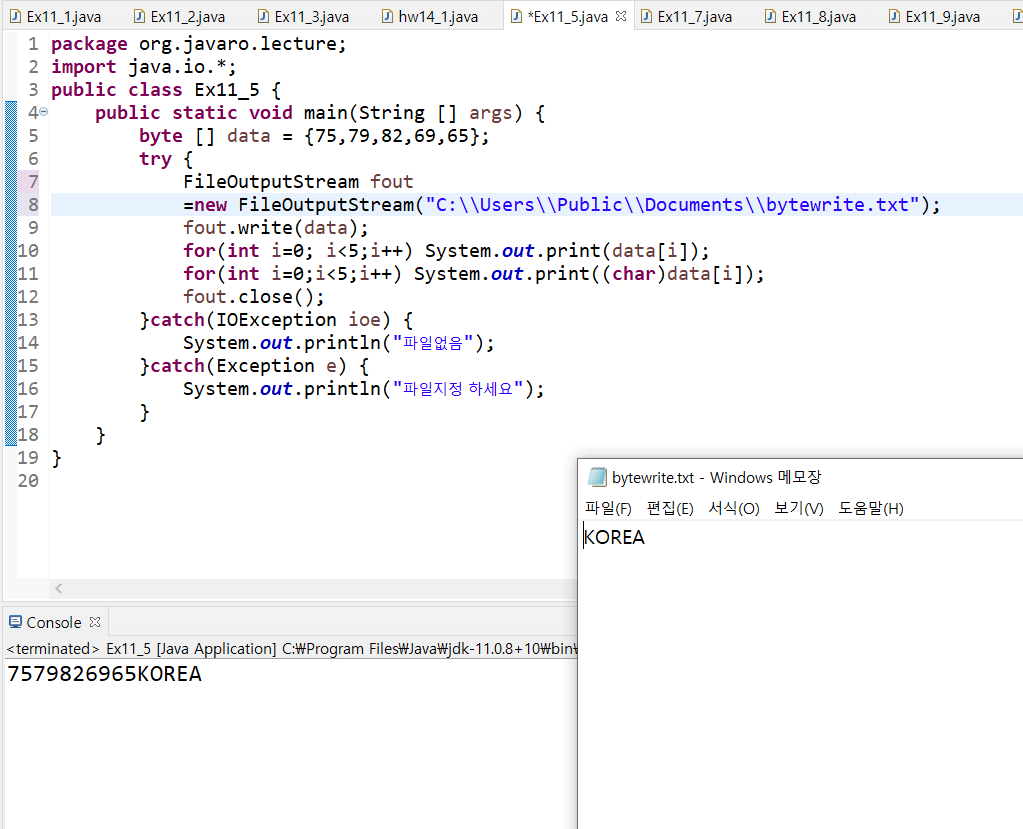 Ex11_1.java Ex11_2.java Ex11_3.java hw14_1.java *Ex11_5.java Ex11_7.java Ex11_8.java Ex11_9.java
1 package org.javaro.lecture;
2 import java.io.*;
3 public class Ex11_5 {
4 public static void main(String [] args) {
5 byte [] data = {75,79,82,69,65};
6 try {
7 FileOutputStream fout
8 =new FileOutputStream("C:\\Users\\Public\\Documents\\bytewrite.txt");
9 fout.write(data);
10 for(int i=0; i<5;i++) System.out.print(data[i]);
11 for(int i=0;i<5;i++) System.out.print((char)data[i]);
12 fout.close();
13 }catch(IOException ioe) {
14 System.out.println("파일없음");
15 }catch(Exception e) {
16 System.out.println("파일지정 하세요");
17 }
18 }
19 }
20
bytewrite.txt - Windows 메모장
파일(F) 편집(E) 서식(O) 보기(V) 도움말(H)
KOREA
Console
<terminated> Ex11_5 [Java Application] C:₩Program Files₩Java₩jdk-11.0.8+10₩bin₩
7579826965KOREA